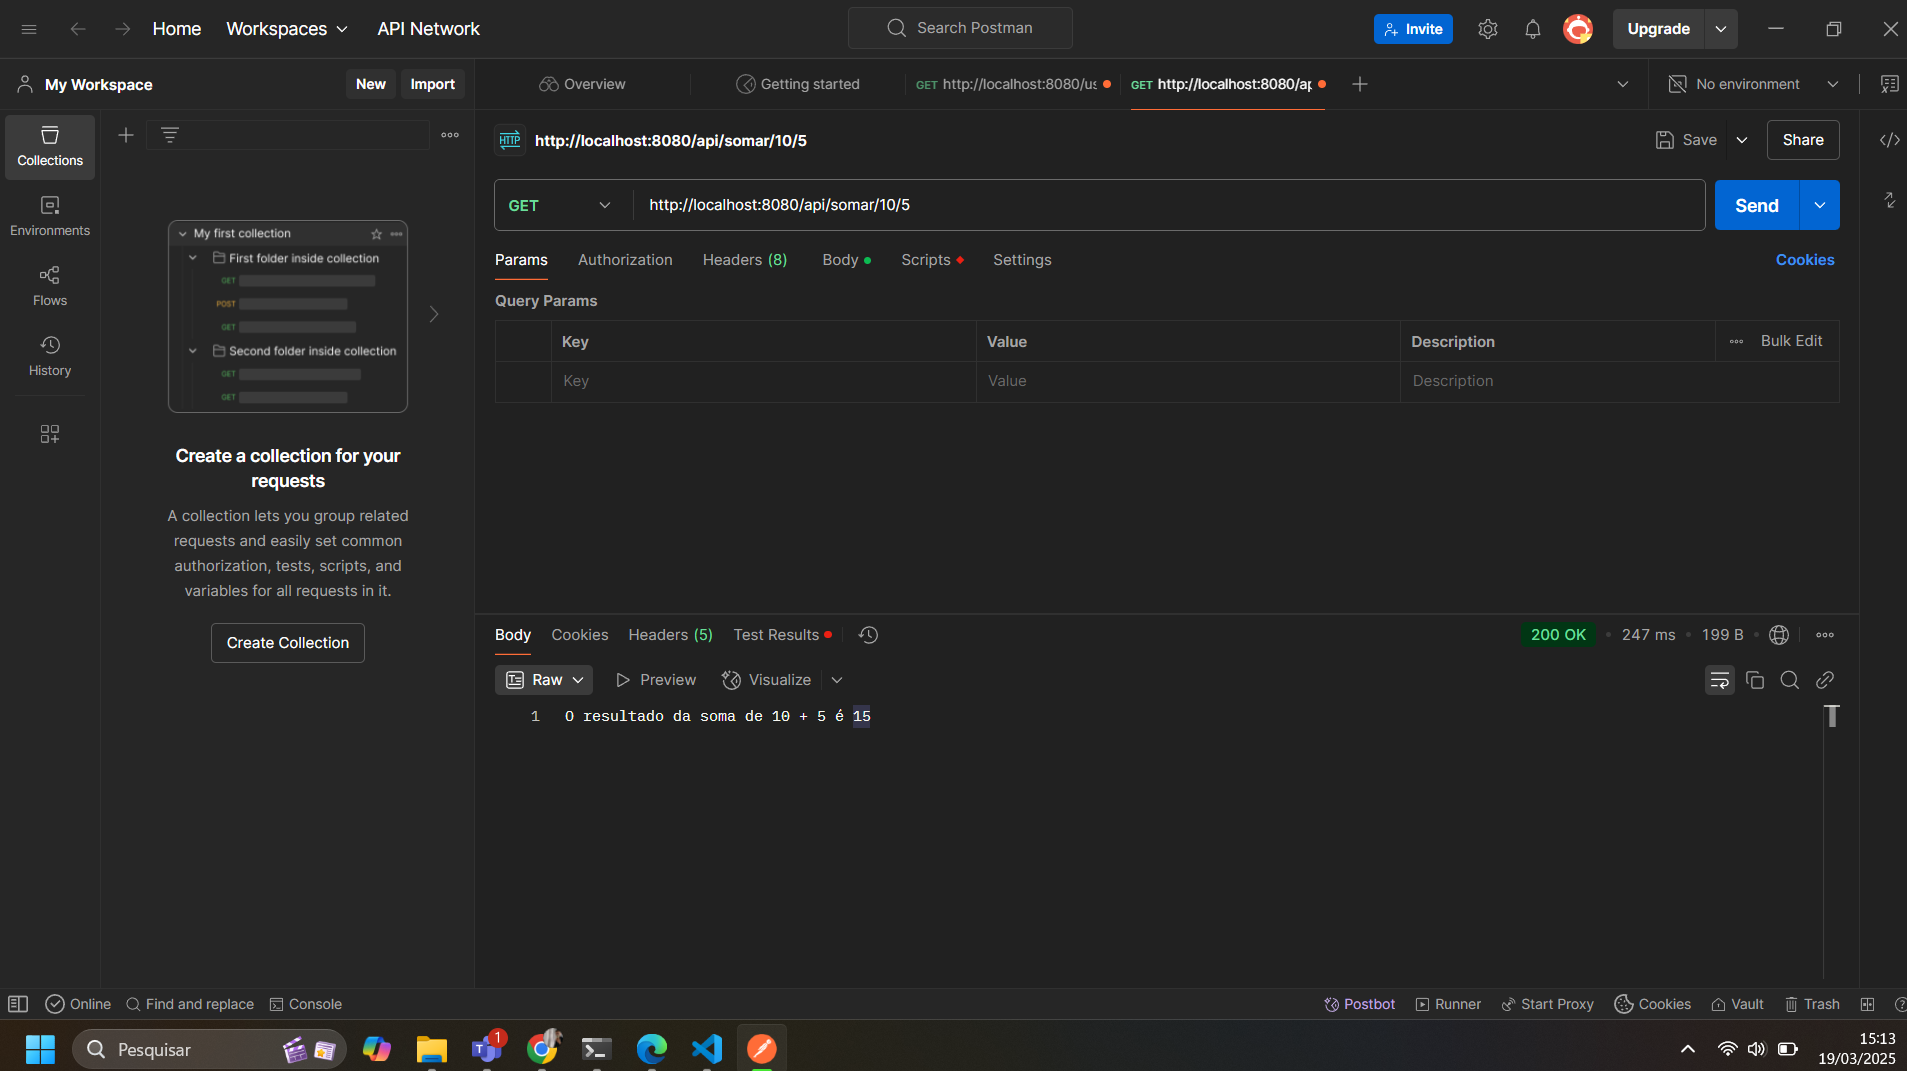 Home
Workspaces
API Network
Search Postman
Invite
Upgrade
My Workspace
New
Import
Overview
Getting started
GET http://localhost:8080/us
GET http://localhost:8080/ap
No environment
Collections
Environments
Flows
History
My first collection
First folder inside collection
GET
POST
GET
Second folder inside collection
GET
GET
Create a collection for your
requests
A collection lets you group related
requests and easily set common
authorization, tests, scripts, and
variables for all requests in it.
Create Collection
HTTP http://localhost:8080/api/somar/10/5
Save
Share
GET
http://localhost:8080/api/somar/10/5
Send
Params
Authorization
Headers (8)
Body
Scripts
Settings
Cookies
Query Params
Key
Value
Description
Bulk Edit
Key
Value
Description
Body
Cookies
Headers (5)
Test Results
200 OK
247 ms
199 B
Raw
Preview
Visualize
1 O resultado da soma de 10 + 5 é 15
Online
Find and replace
Console
Postbot
Runner
Start Proxy
Cookies
Vault
Trash
Pesquisar
1
15:13
19/03/2025